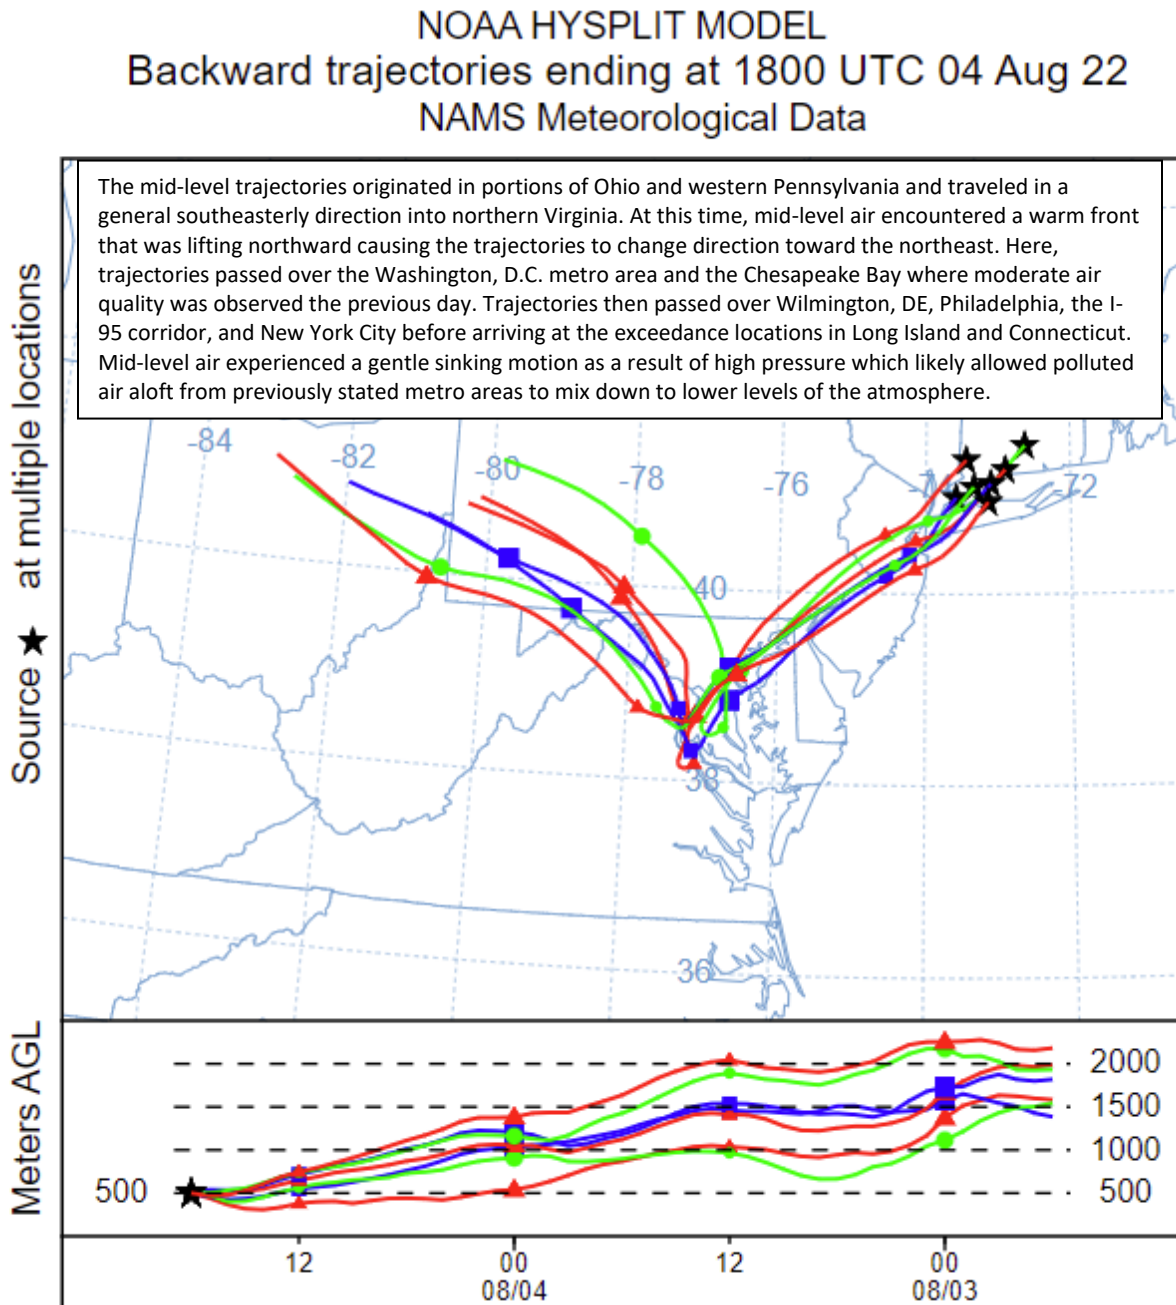 NOAA HYSPLIT MODEL
Backward trajectories ending at 1800 UTC 04 Aug 22
NAMS Meteorological Data
The mid-level trajectories originated in portions of Ohio and western Pennsylvania and traveled in a
general southeasterly direction into northern Virginia. At this time, mid-level air encountered a warm front
that was lifting northward causing the trajectories to change direction toward the northeast. Here,
trajectories passed over the Washington, D.C. metro area and the Chesapeake Bay where moderate air
quality was observed the previous day. Trajectories then passed over Wilmington, DE, Philadelphia, the I-
95 corridor, and New York City before arriving at the exceedance locations in Long Island and Connecticut.
Mid-level air experienced a gentle sinking motion as a result of high pressure which likely allowed polluted
air aloft from previously stated metro areas to mix down to lower levels of the atmosphere.
Source ★ at multiple locations
-84
-82
-80
-78
-76
-72
40
38
36
Meters AGL
500
2000
1500
1000
500
12
00
12
00
08/04
08/03